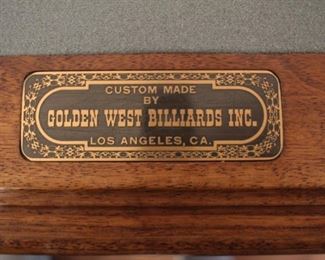 CUSTOM MADE
BY
GOLDEN WEST BILLIARDS INC.
LOS ANGELES, CA.